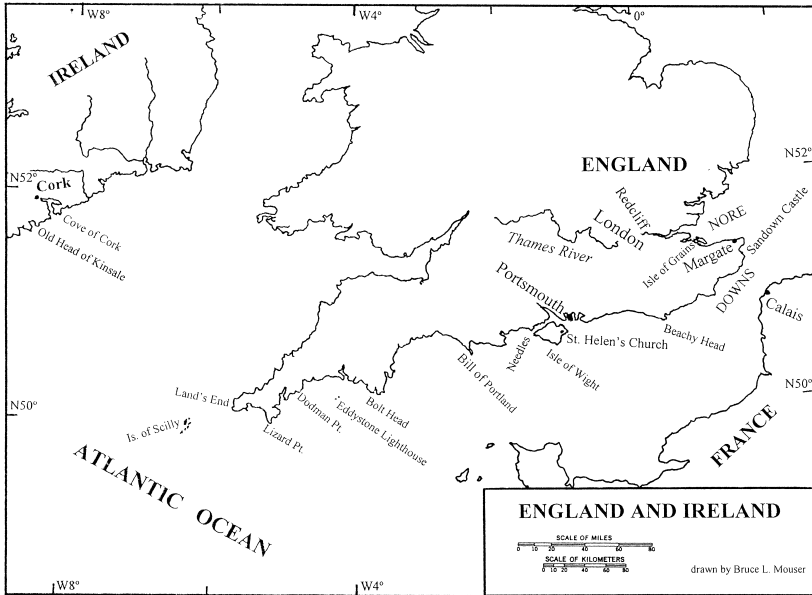 W8°
W4°
0°
IRELAND
N52°
ENGLAND
N52°
Cork
Redcliff
NORE
Sandown Castle
Cove of Cork
London
Old Head of Kinsale
Thames River
Isle of Grains
Margate
DOWNS
Portsmouth
Calais
St. Helen's Church
Beachy Head
Needles
Isle of Wight
Bill of Portland
Land's End
N50°
Dodman Pt.
Bolt Head
Eddystone Lighthouse
N50°
Is. of Scilly
Lizard Pt.
FRANCE
ATLANTIC OCEAN
ENGLAND AND IRELAND
SCALE OF MILES
0 10 20 40 60 80
SCALE OF KILOMETERS
0 10 20 40 60 80
drawn by Bruce L. Mouser
W8°
W4°